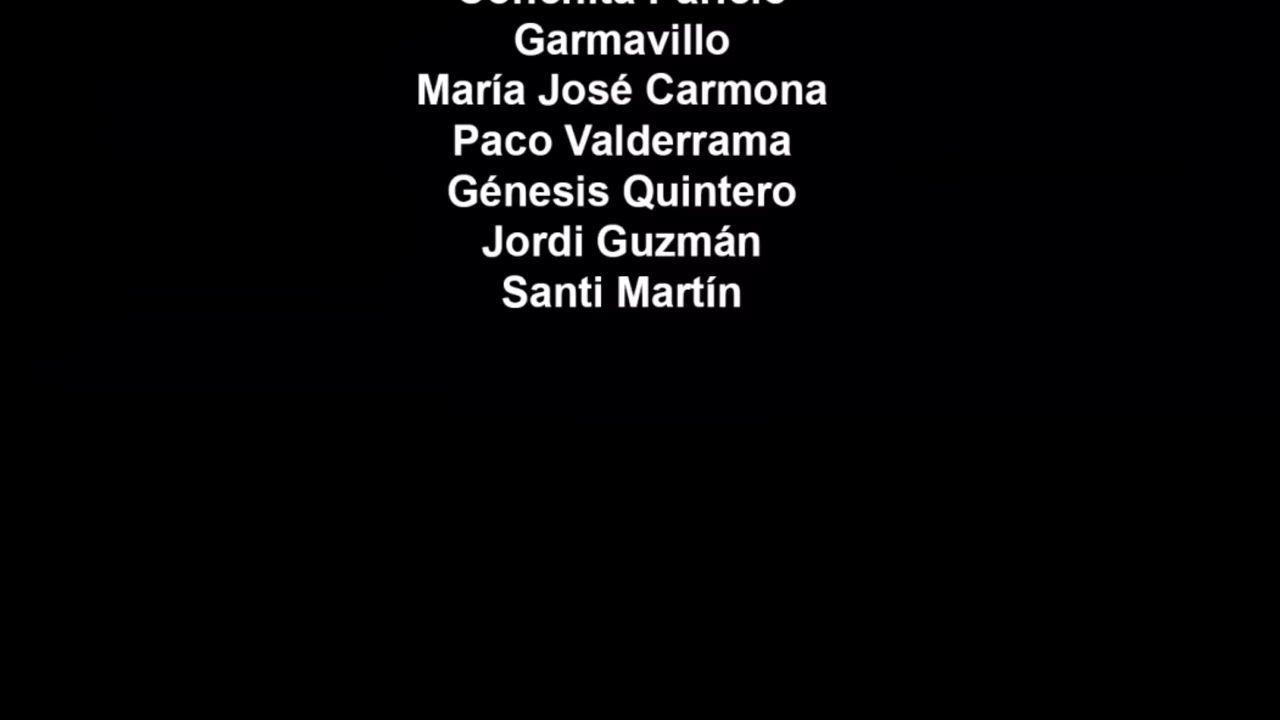 Garmavillo
María José Carmona
Paco Valderrama
Génesis Quintero
Jordi Guzmán
Santi Martín